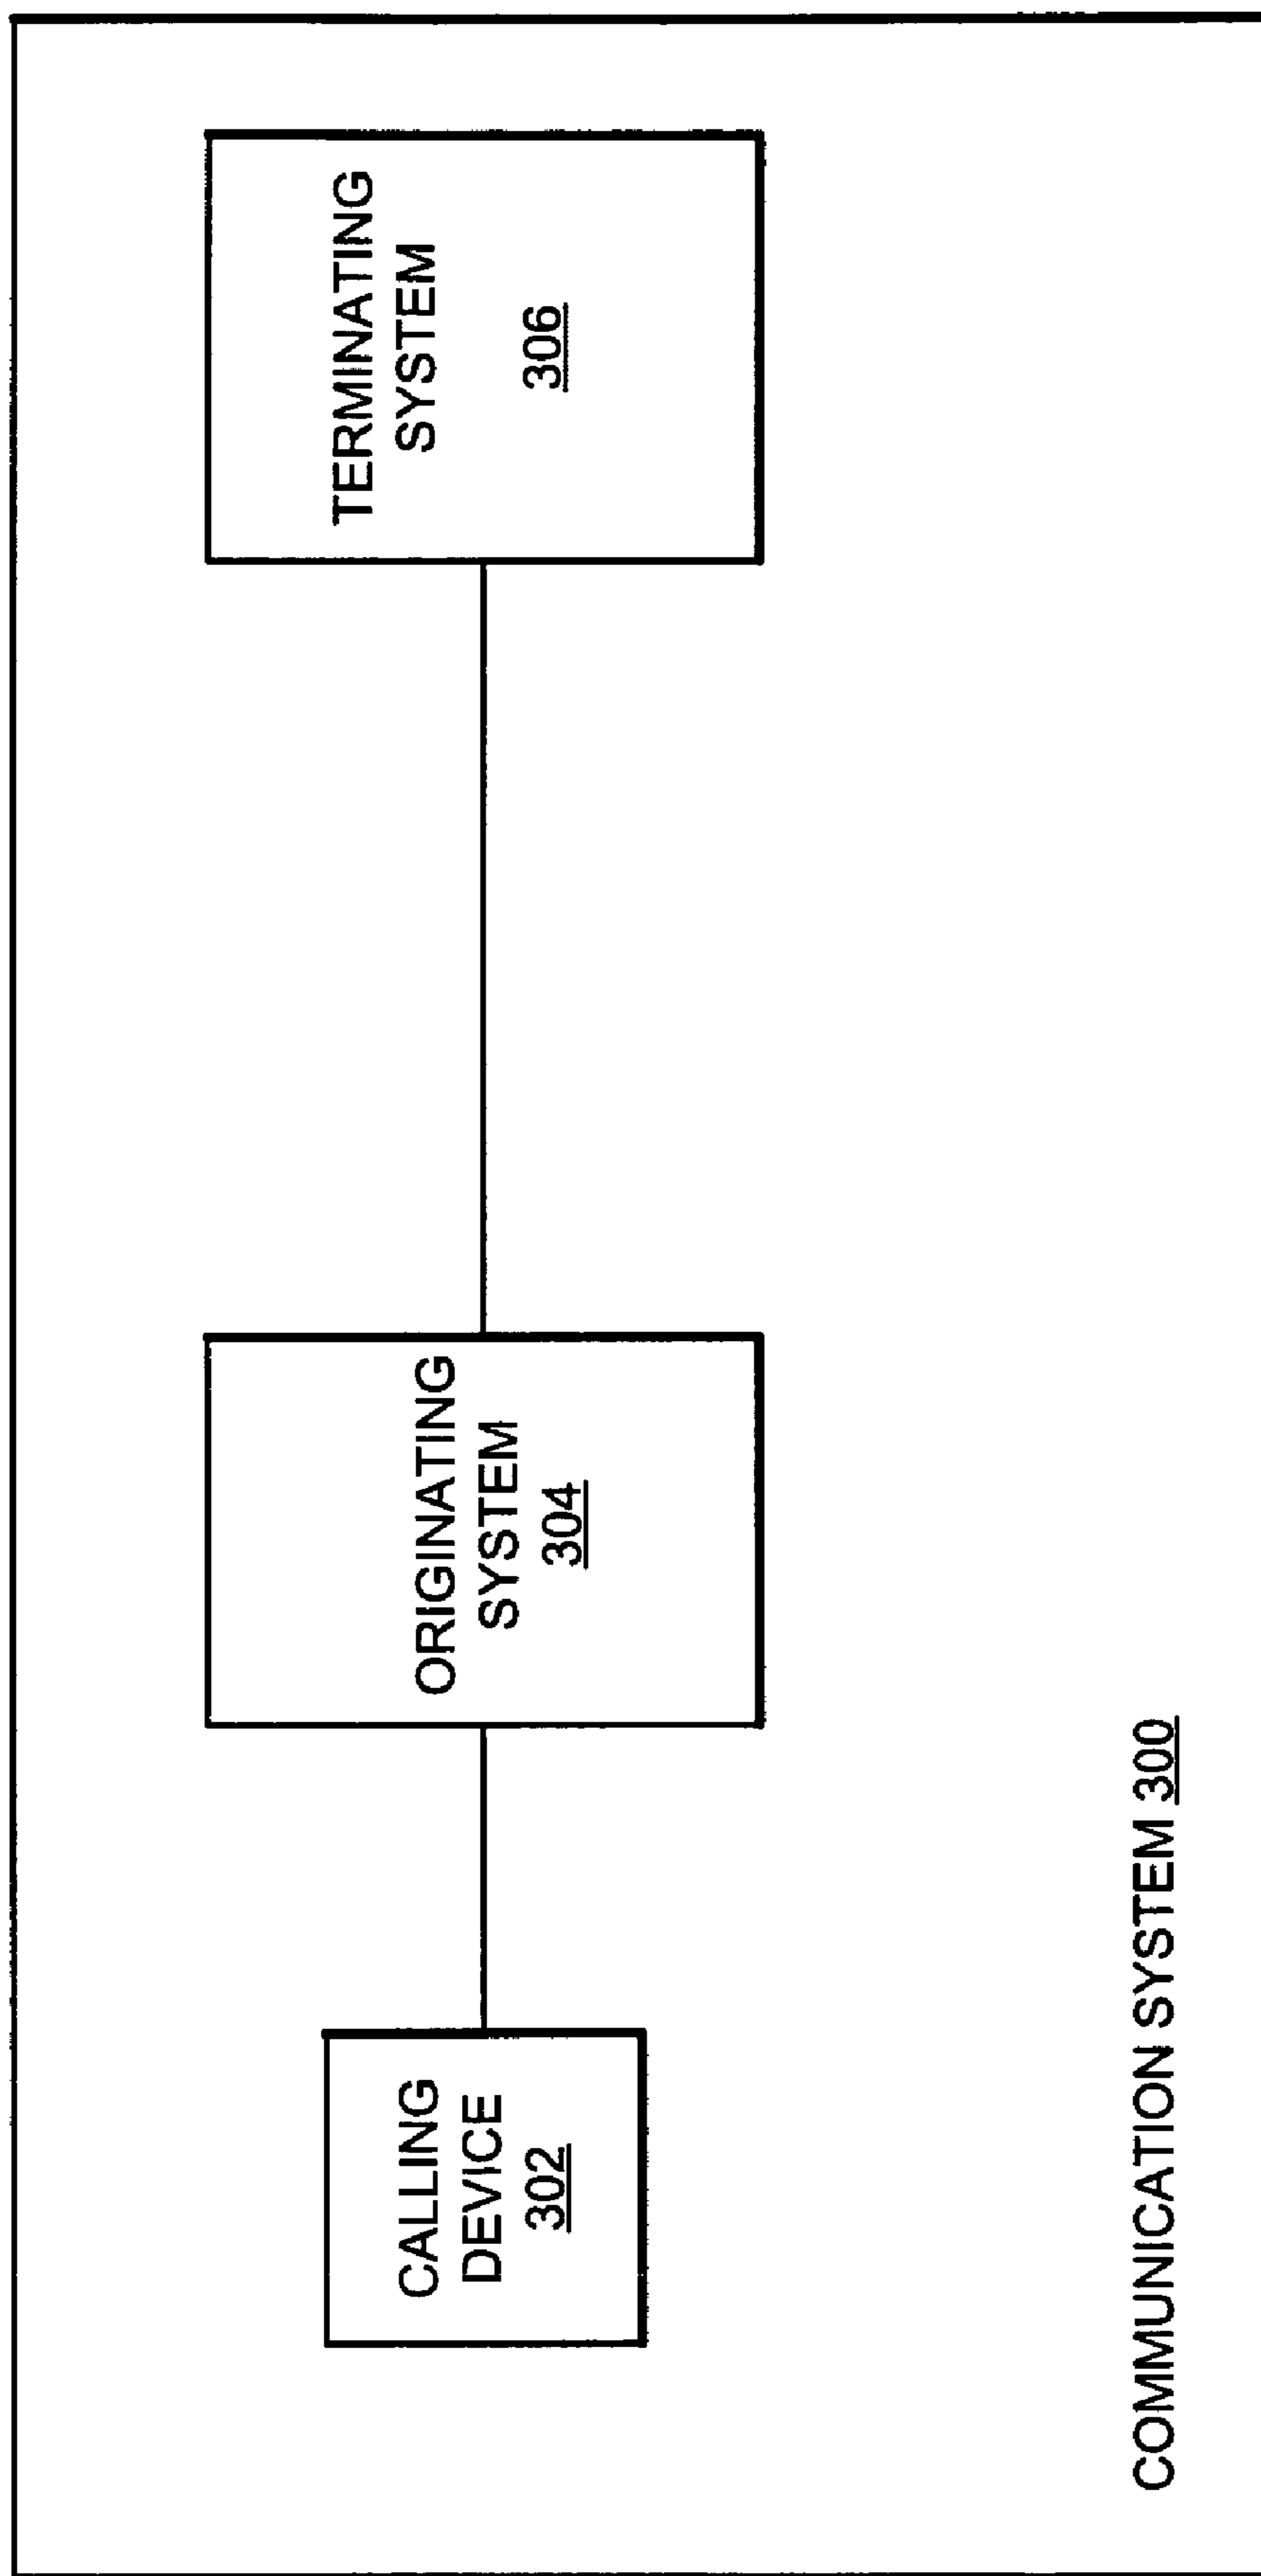 CALLING
DEVICE
302
ORIGINATING
SYSTEM
304
TERMINATING
SYSTEM
306
COMMUNICATION SYSTEM 300